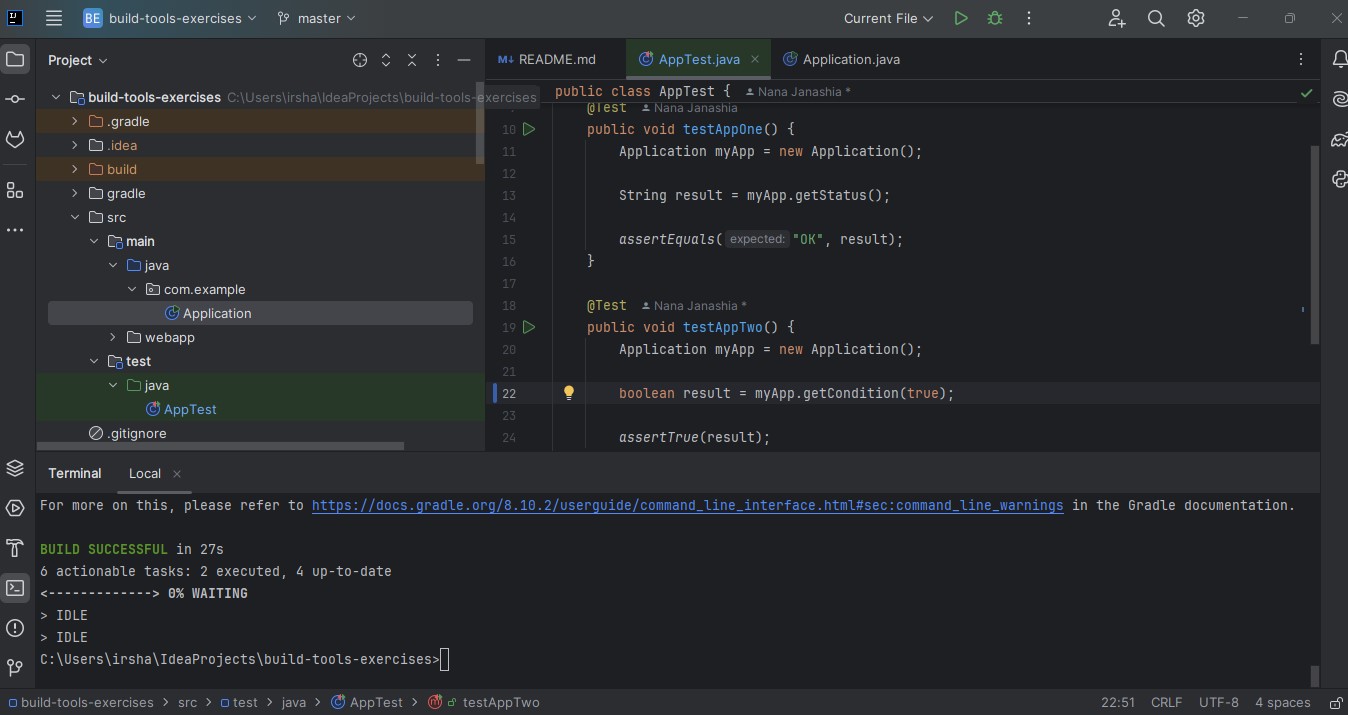 BE build-tools-exercises master Current File
Project
build-tools-exercises C:\Users\irsha\IdeaProjects\build-tools-exercises
.gradle
.idea
build
gradle
src
main
java
com.example
Application
webapp
test
java
AppTest
.gitignore
README.md AppTest.java Application.java
public class AppTest { Nana Janashia *
@Test Nana Janashia
10 public void testAppOne() {
11 Application myApp = new Application();
12
13 String result = myApp.getStatus();
14
15 assertEquals( expected: "OK", result);
16 }
17
18 @Test Nana Janashia *
19 public void testAppTwo() {
20 Application myApp = new Application();
21
22 boolean result = myApp.getCondition(true);
23
24 assertTrue(result);
Terminal Local
For more on this, please refer to https://docs.gradle.org/8.10.2/userguide/command_line_interface.html#sec:command_line_warnings in the Gradle documentation.
BUILD SUCCESSFUL in 27s
6 actionable tasks: 2 executed, 4 up-to-date
<-------------> 0% WAITING
> IDLE
> IDLE
C:\Users\irsha\IdeaProjects\build-tools-exercises>
build-tools-exercises > src > test > java > AppTest > testAppTwo 22:51 CRLF UTF-8 4 spaces